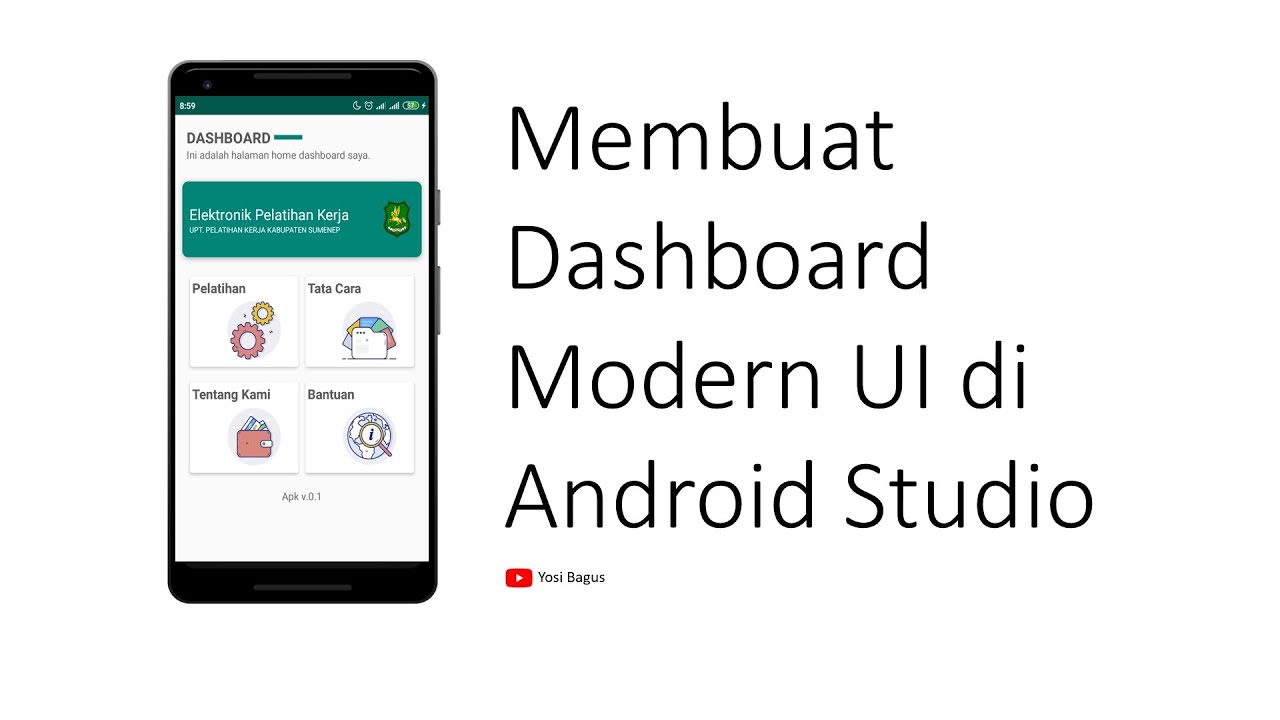 8:59
57
DASHBOARD
Ini adalah halaman home dashboard saya.
Elektronik Pelatihan Kerja
UPT. PELATIHAN KERJA KABUPATEN SUMENEP
Pelatihan
Tata Cara
Tentang Kami
Bantuan
i
Apk v.0.1
Membuat
Dashboard
Modern UI di
Android Studio
Yosi Bagus